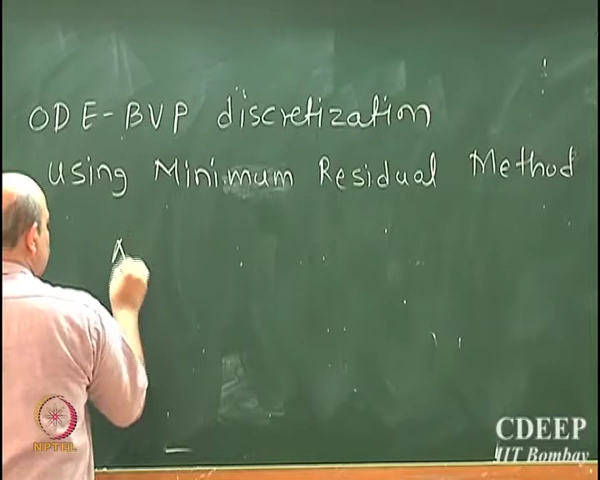 ODE-BVP discretization
using Minimum Residual Method
NPTEL
CDEEP
IIT Bombay